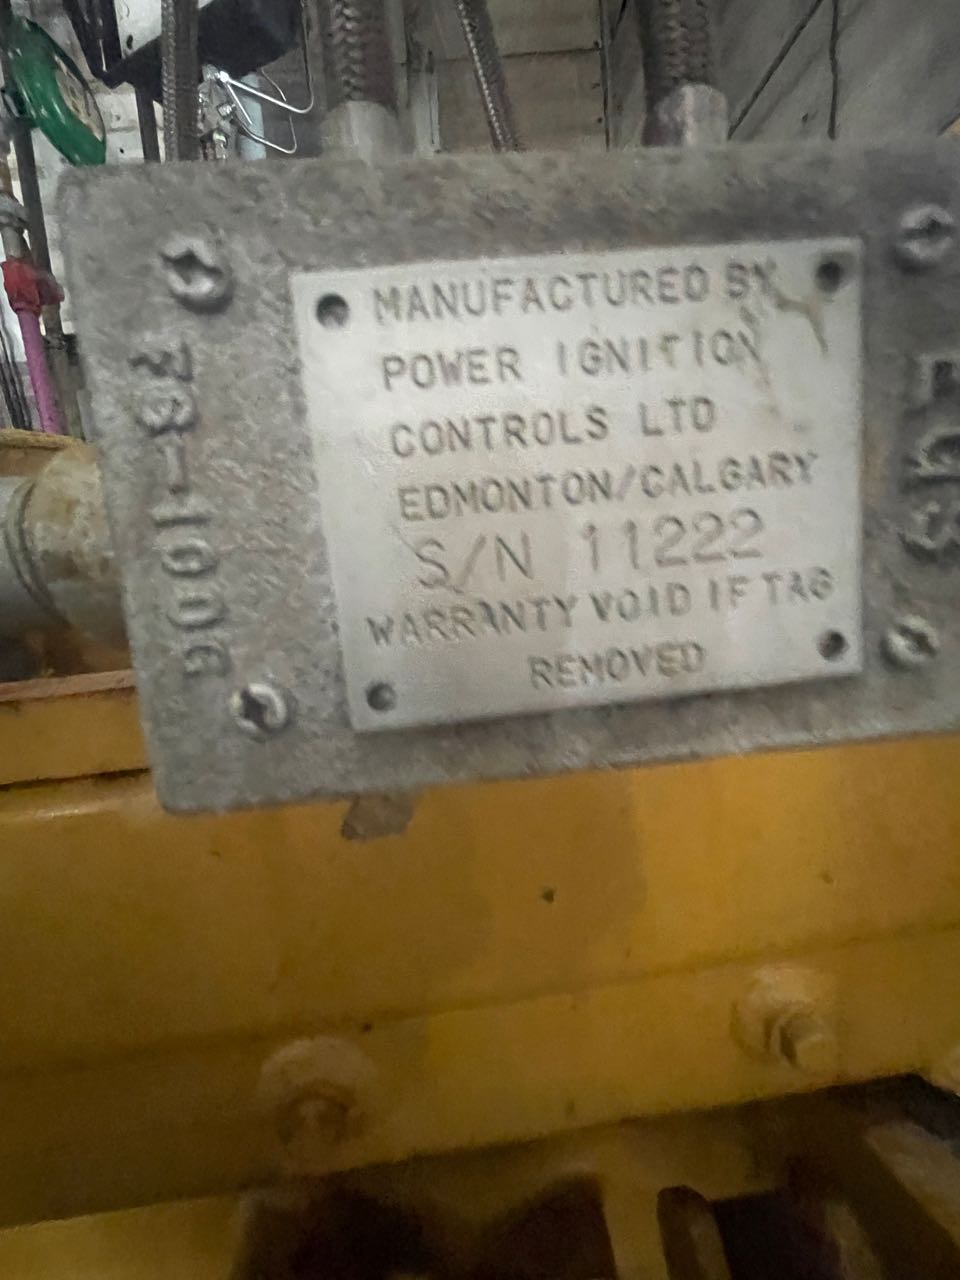 MANUFACTURED BY
POWER IGNITION
CONTROLS LTD
EDMONTON/CALGARY
S/N 11222
WARRANTY VOID IF TAG
REMOVED